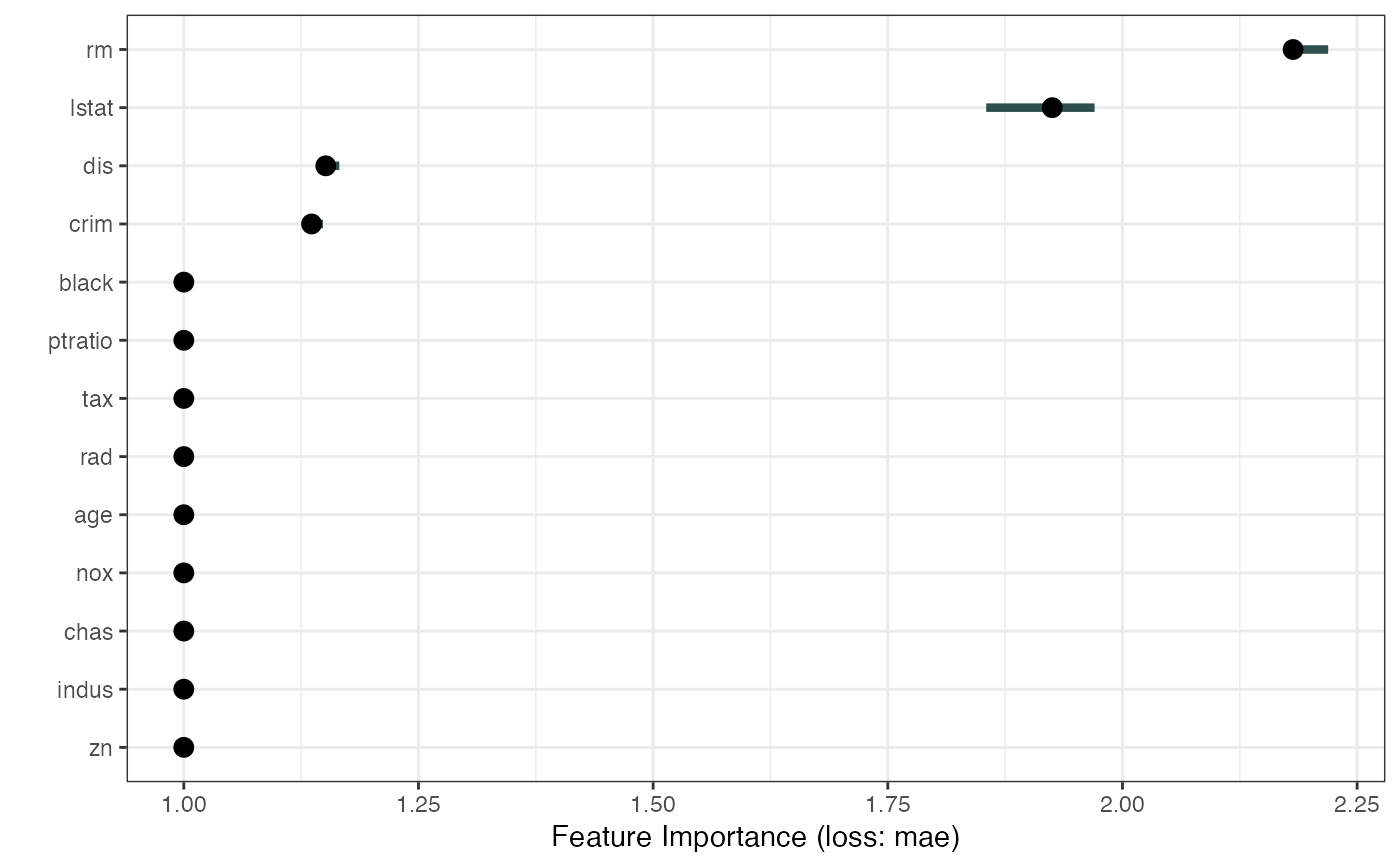 rm
lstat
dis
crim
black
ptratio
tax
rad
age
nox
chas
indus
zn
1.00 1.25 1.50 1.75 2.00 2.25
Feature Importance (loss: mae)